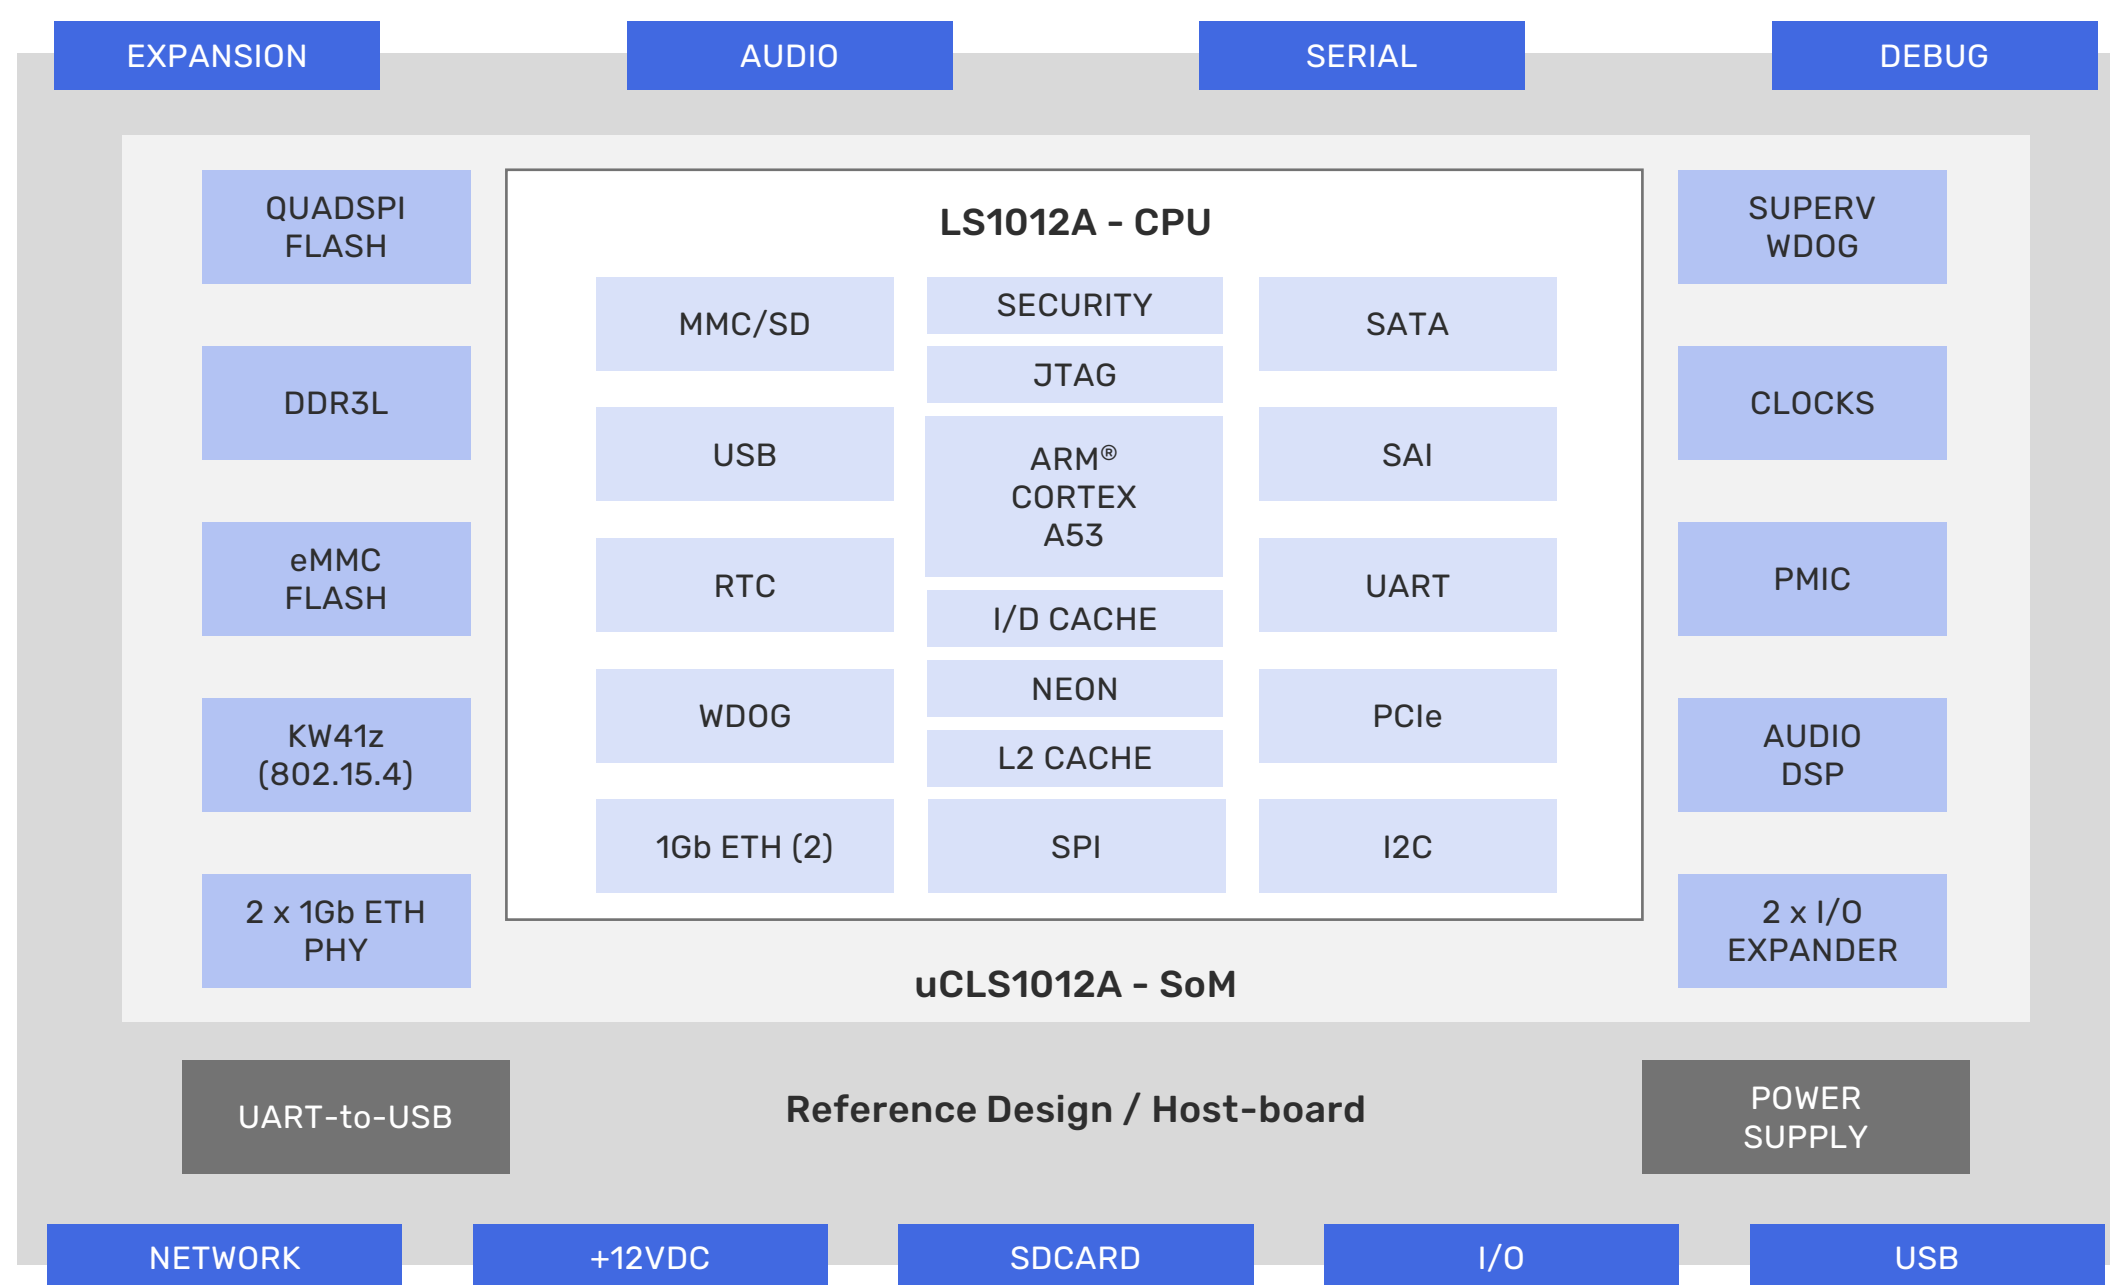 EXPANSION
AUDIO
SERIAL
DEBUG
QUADSPI
FLASH
DDR3L
eMMC
FLASH
KW41z
(802.15.4)
2 x 1Gb ETH
PHY
LS1012A - CPU
MMC/SD
USB
RTC
WDOG
1Gb ETH (2)
SECURITY
JTAG
ARM®
CORTEX
A53
I/D CACHE
NEON
L2 CACHE
SPI
SATA
SAI
UART
PCIe
I2C
SUPERV
WDOG
CLOCKS
PMIC
AUDIO
DSP
2 x I/O
EXPANDER
uCLS1012A - SoM
UART-to-USB
Reference Design / Host-board
POWER
SUPPLY
NETWORK
+12VDC
SDCARD
I/O
USB